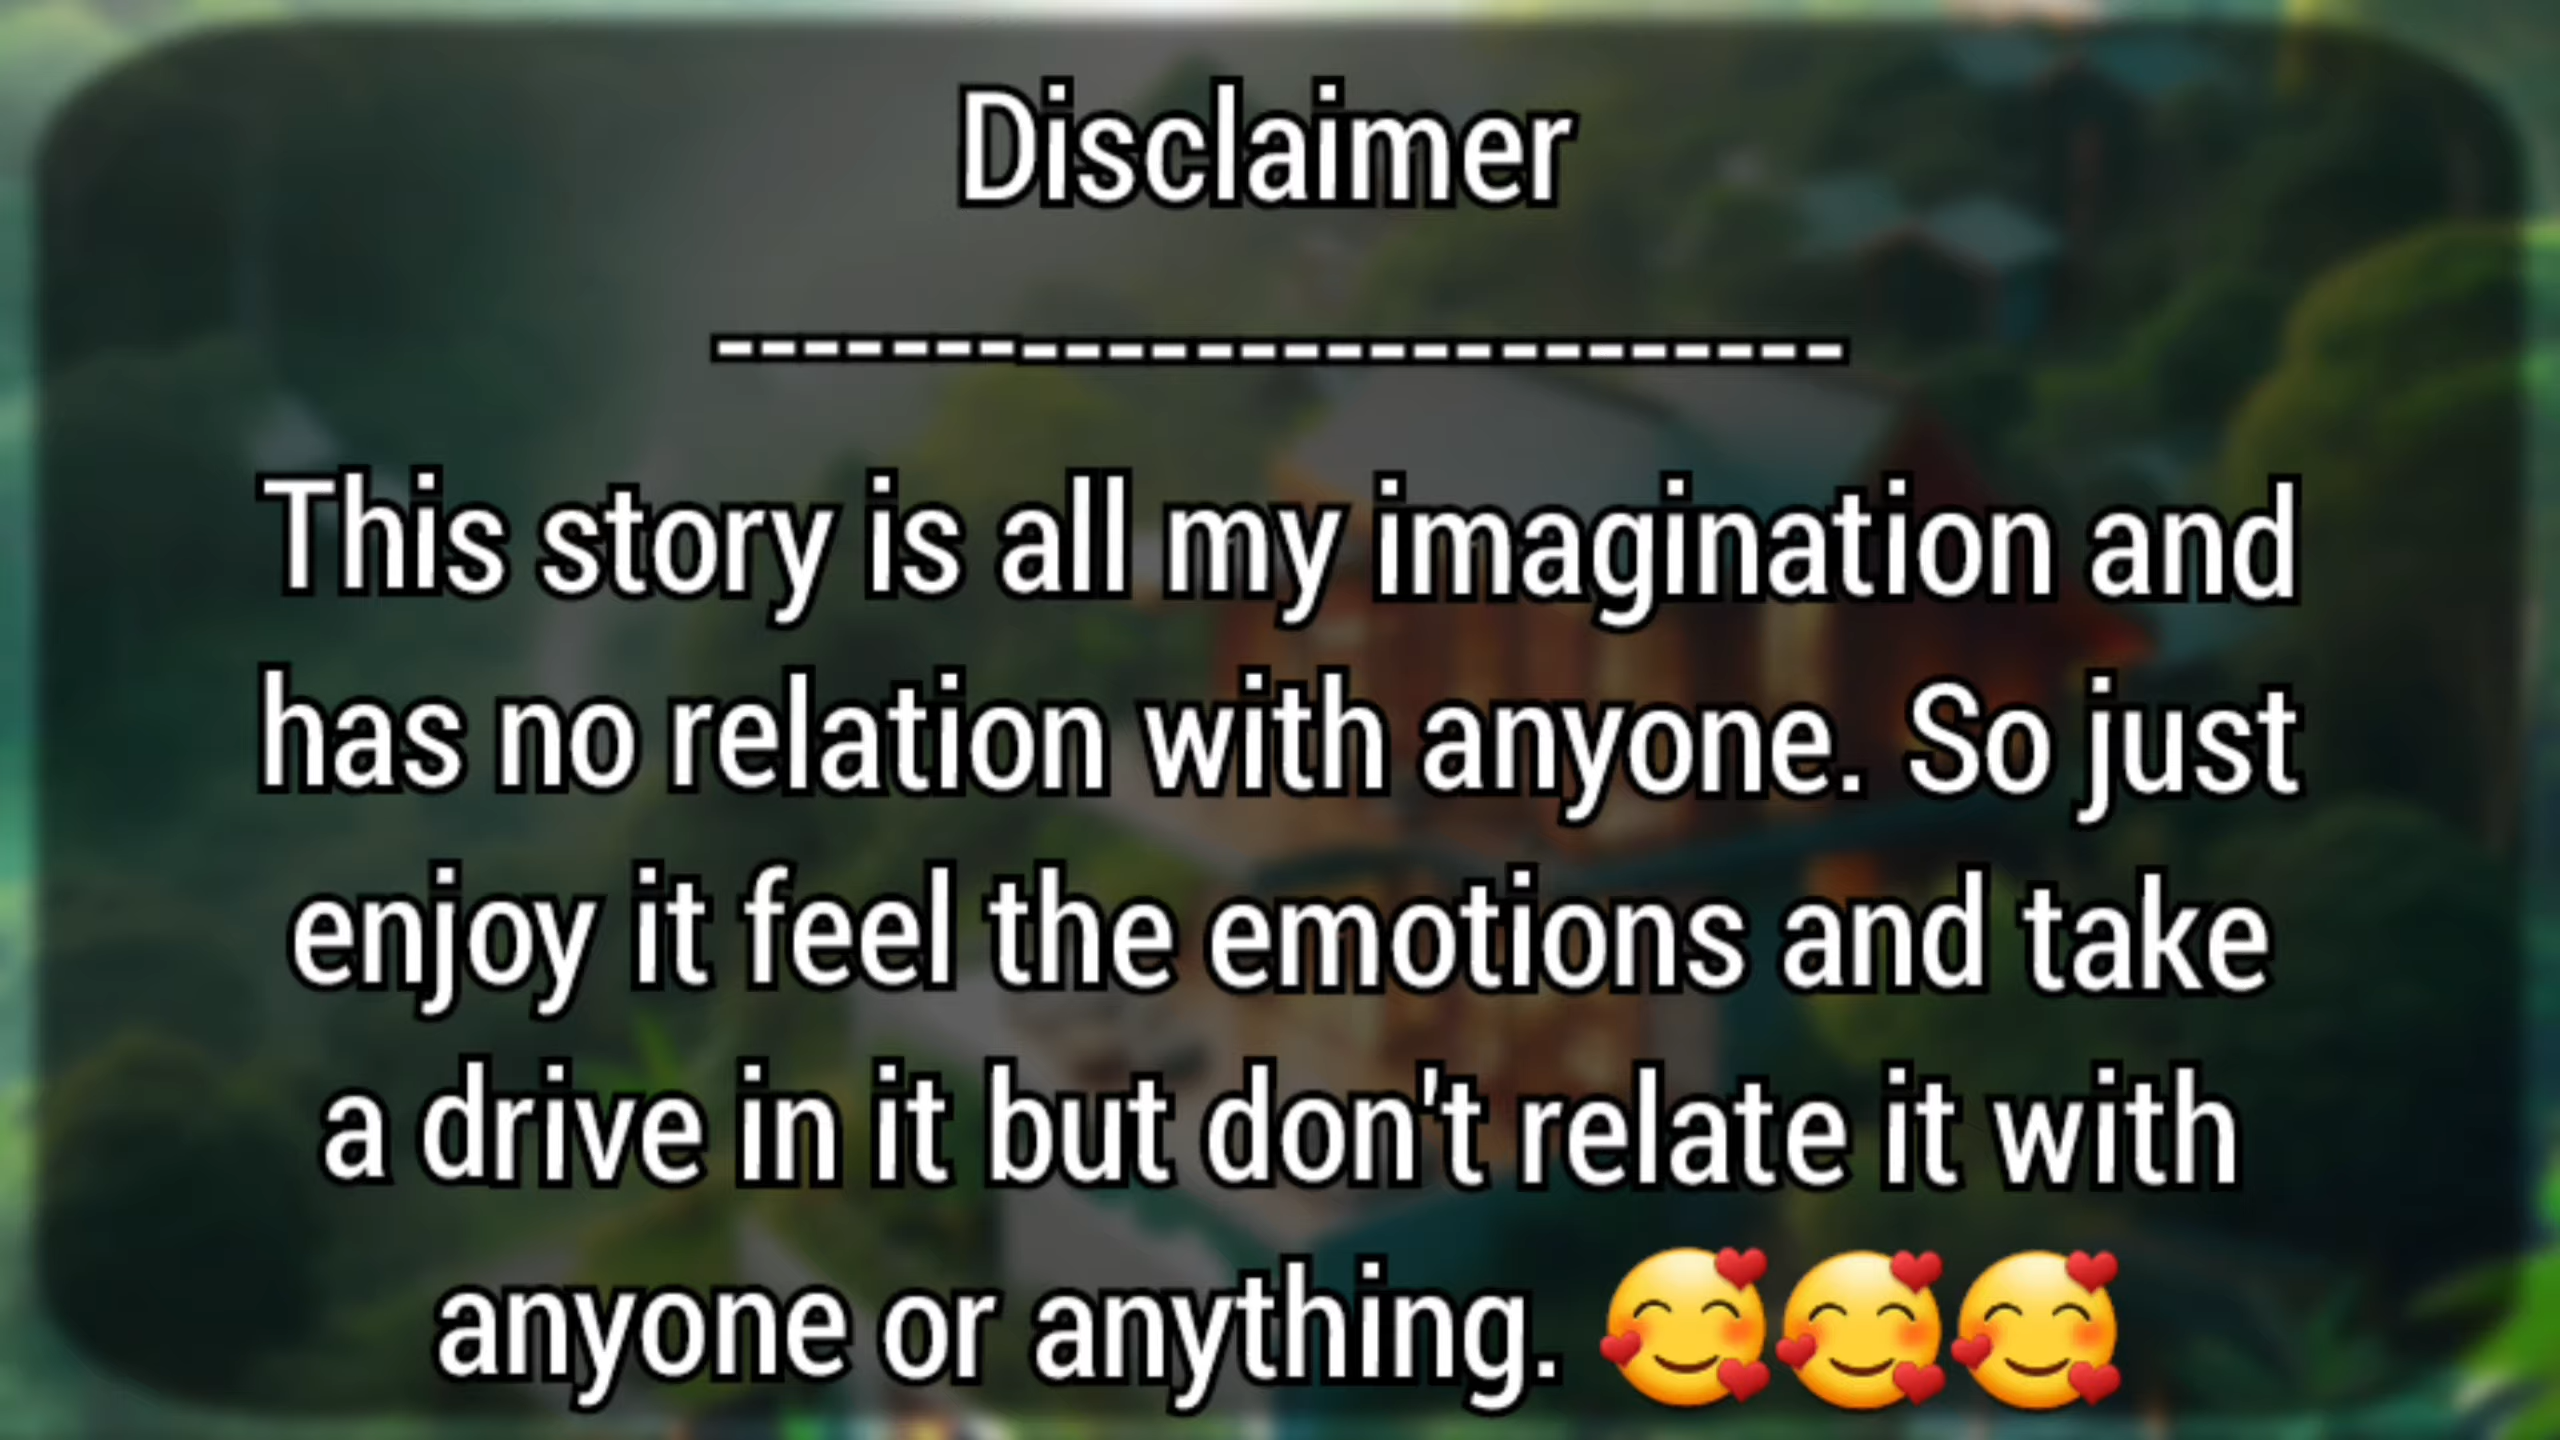 Disclaimer
--------------------------
This story is all my imagination and
has no relation with anyone. So just
enjoy it feel the emotions and take
a drive in it but don't relate it with
anyone or anything. 🥰🥰🥰